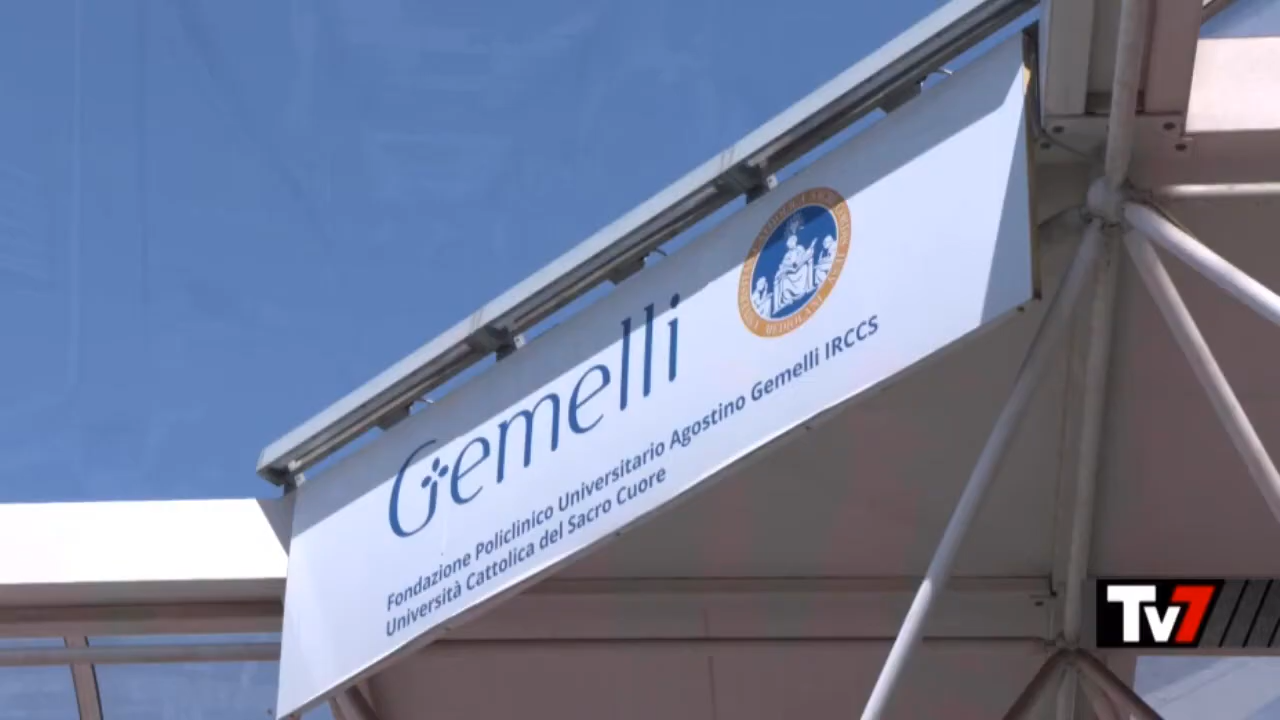 Gemelli
Fondazione Policlinico Universitario Agostino Gemelli IRCCS
Università Cattolica del Sacro Cuore
Tv7